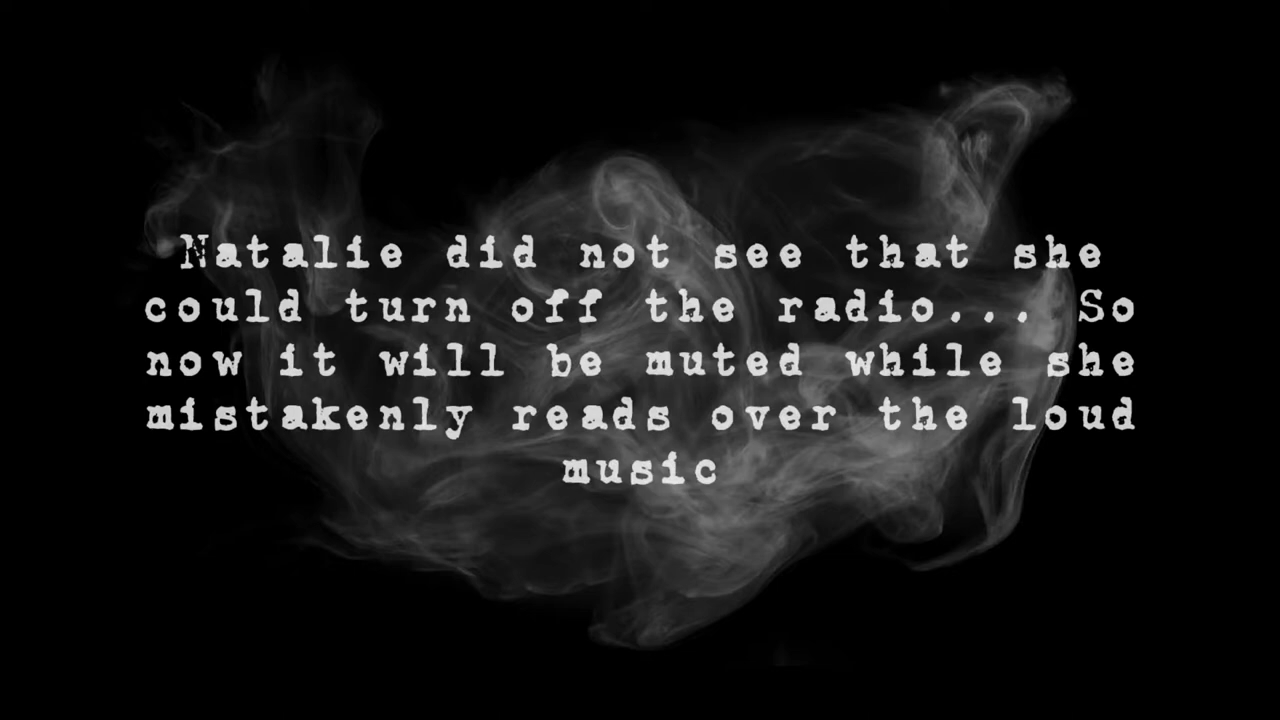 Natalie did not see that she
could turn off the radio... So
now it will be muted while she
mistakenly reads over the loud
music